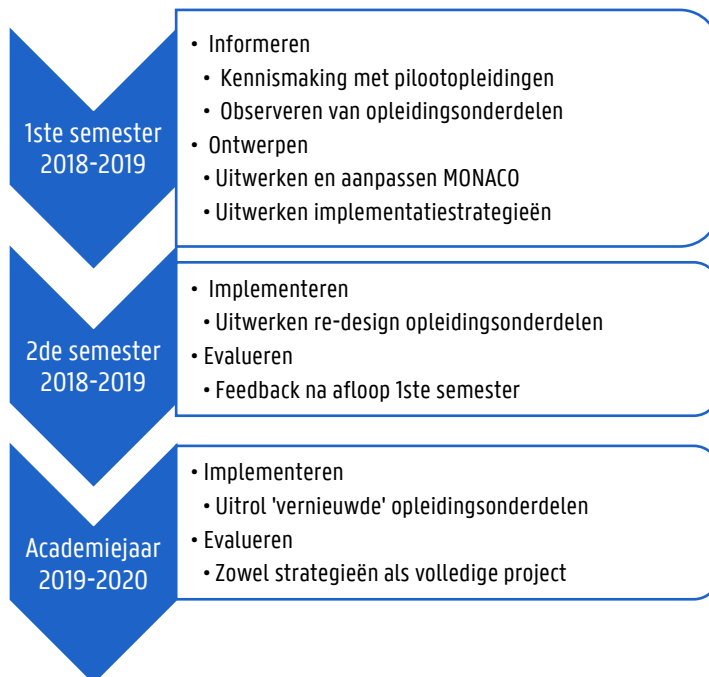 1ste semester
2018-2019
• Informeren
• Kennismaking met pilootopleidingen
• Observeren van opleidingsonderdelen
• Ontwerpen
• Uitwerken en aanpassen MONACO
• Uitwerken implementatiestrategieën
2de semester
2018-2019
• Implementeren
• Uitwerken re-design opleidingsonderdelen
• Evalueren
• Feedback na afloop 1ste semester
Academiejaar
2019-2020
• Implementeren
• Uitrol 'vernieuwde' opleidingsonderdelen
• Evalueren
• Zowel strategieën als volledige project